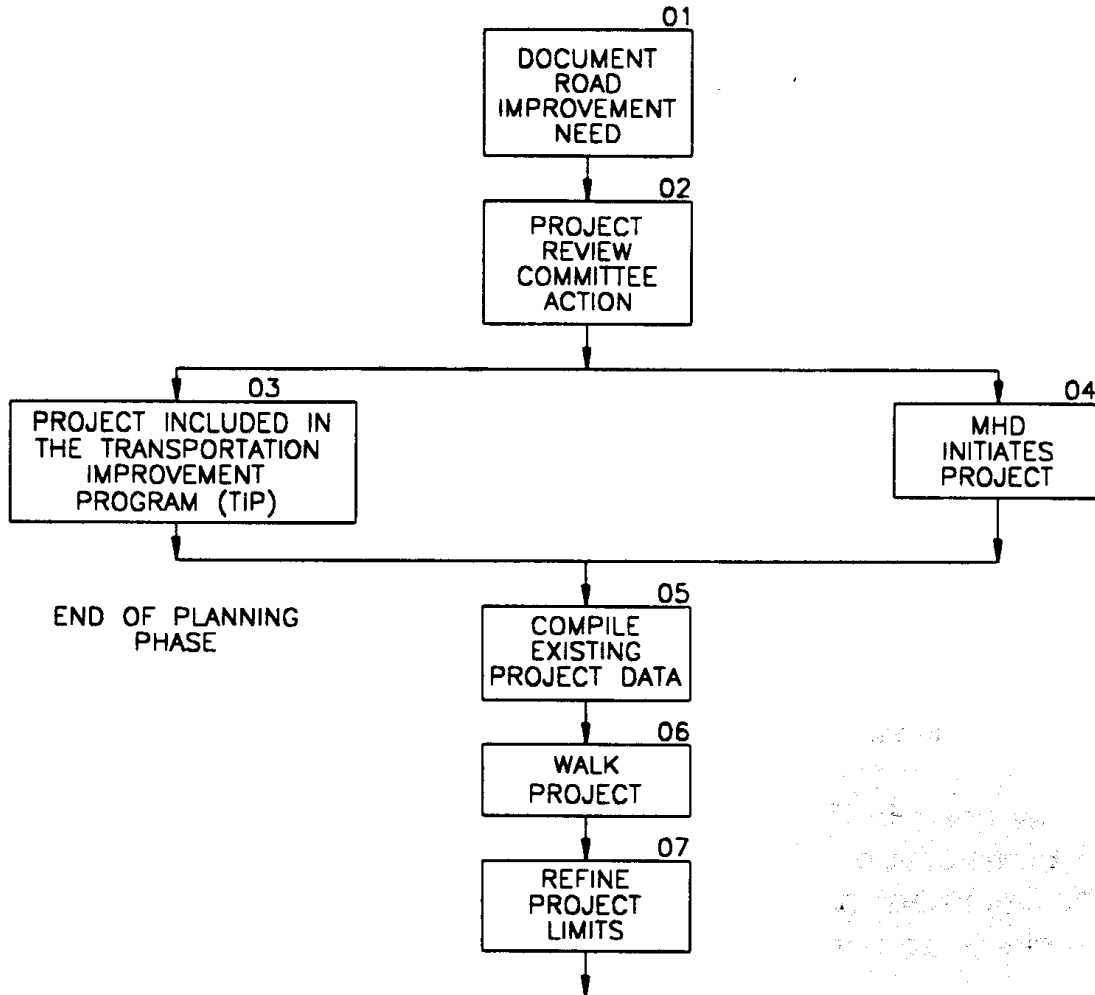 01
DOCUMENT
ROAD
IMPROVEMENT
NEED
02
PROJECT
REVIEW
COMMITTEE
ACTION
03
PROJECT INCLUDED IN
THE TRANSPORTATION
IMPROVEMENT
PROGRAM (TiP)
04
MHD
INITIATES
PROJECT
END OF PLANNING
PHASE
05
COMPILE
EXISTING
PROJECT DATA
06
WALK
PROJECT
07
REFINE
PROJECT
LIMITS